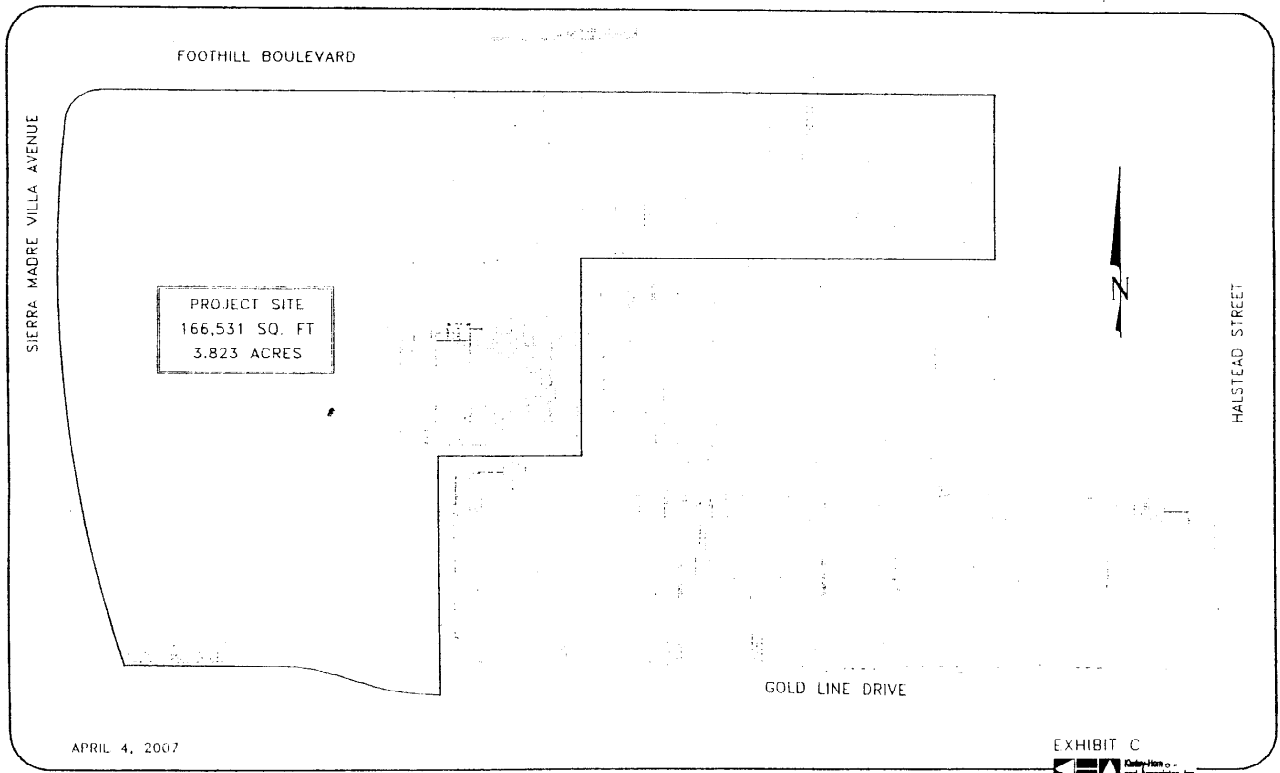 FOOTHILL BOULEVARD
SIERRA MADRE VILLA AVENUE
PROJECT SITE
166,531 SQ. FT
3.823 ACRES
N
HALSTEAD STREET
GOLD LINE DRIVE
APRIL 4, 2007
EXHIBIT C